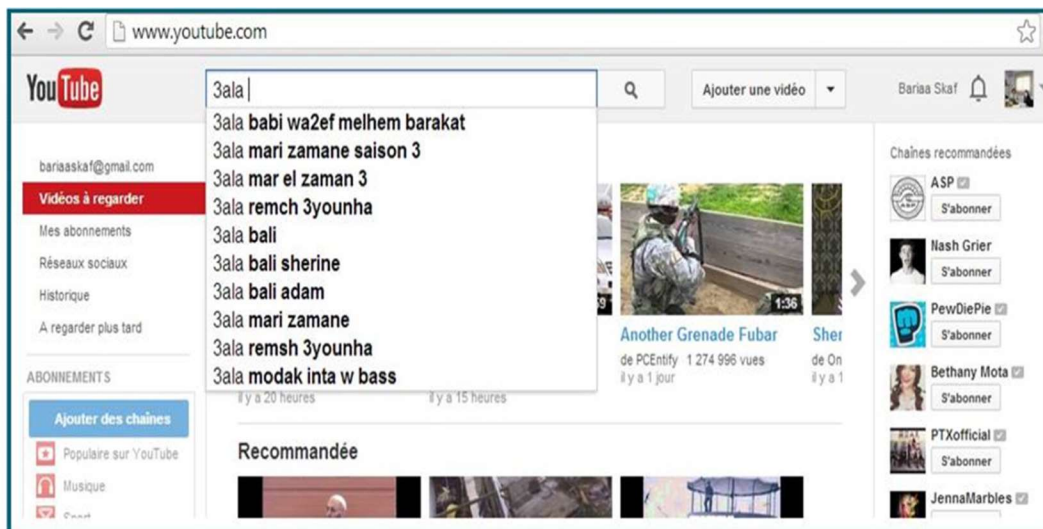 www.youtube.com
YouTube
3ala
Ajouter une vidéo
Bariaa Skaf
3ala babi wa2ef melhem barakat
3ala mari zamane saison 3
3ala mar el zaman 3
3ala remch 3younha
3ala bali
3ala bali sherine
3ala bali adam
3ala mari zamane
3ala remsh 3younha
3ala modak inta w bass
bariaaskaf@gmail.com
Vidéos à regarder
Mes abonnements
Réseaux sociaux
Historique
A regarder plus tard
ABONNEMENTS
Ajouter des chaînes
Populaire sur YouTube
Musique
1:36
Another Grenade Fubar
de PCEntify 1 274 996 vues
il y a 1 jour
Sher
de On
il y a 1
il y a 20 heures
il y a 15 heures
Recommandée
Chaînes recommandées
ASP
S'abonner
Nash Grier
S'abonner
PewDiePie
S'abonner
Bethany Mota
S'abonner
PTXofficial
S'abonner
JennaMarbles